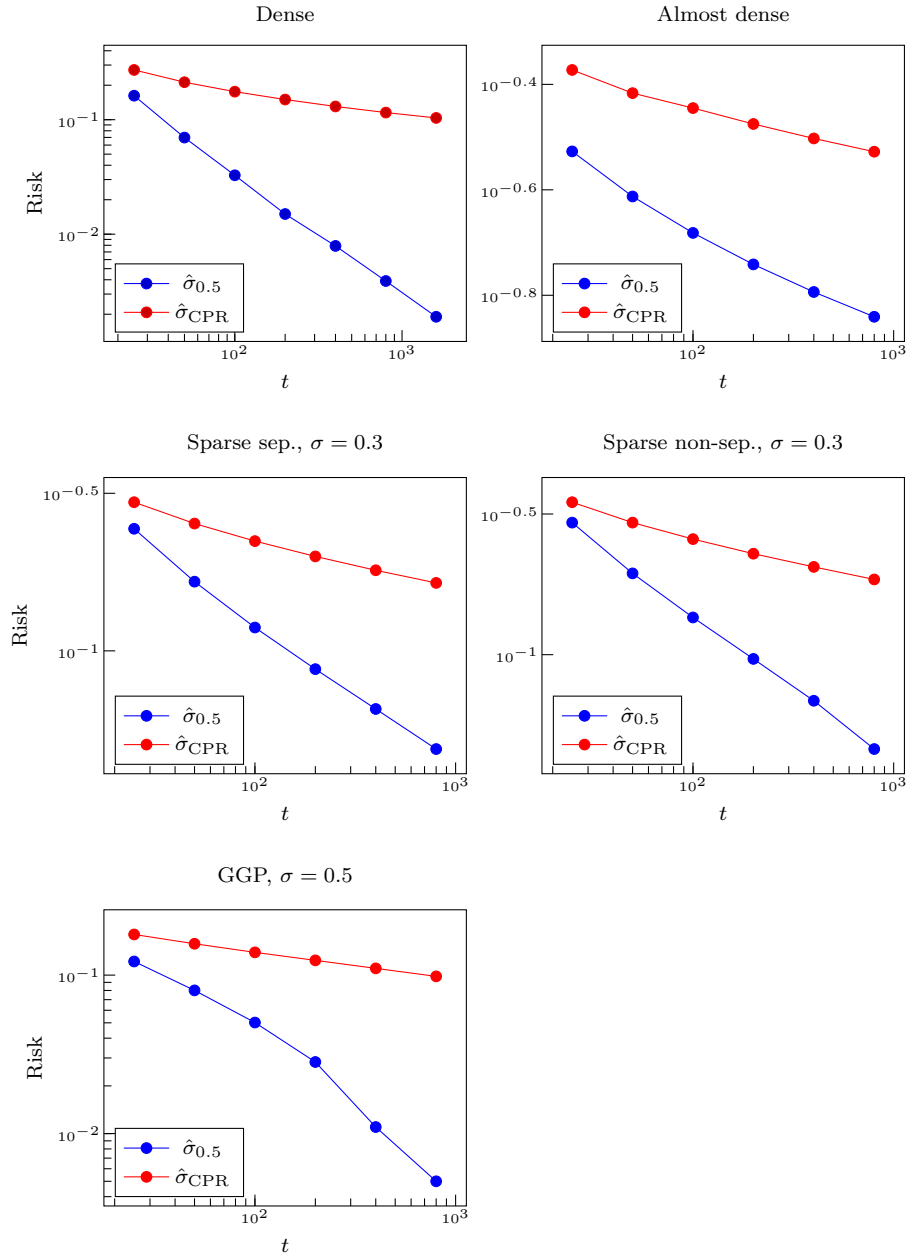 Dense
10^{-1}
10^{-2}
Risk
10^2
10^3
t
σ̂_{0.5}
σ̂_{CPR}
Almost dense
10^{-0.4}
10^{-0.6}
10^{-0.8}
10^2
10^3
t
σ̂_{0.5}
σ̂_{CPR}
Sparse sep., σ = 0.3
10^{-0.5}
10^{-1}
Risk
10^2
10^3
t
σ̂_{0.5}
σ̂_{CPR}
Sparse non-sep., σ = 0.3
10^{-0.5}
10^{-1}
10^2
10^3
t
σ̂_{0.5}
σ̂_{CPR}
GGP, σ = 0.5
10^{-1}
10^{-2}
Risk
10^2
10^3
t
σ̂_{0.5}
σ̂_{CPR}